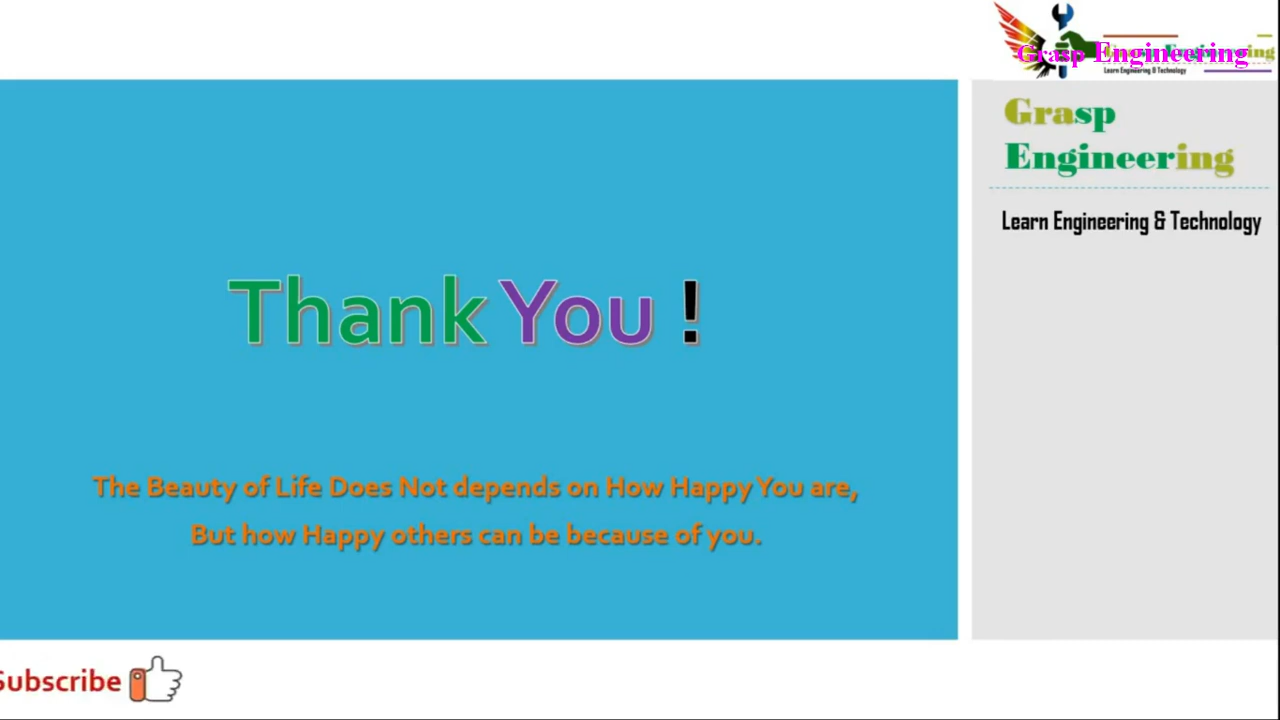 Grasp Engineering
Learn Engineering & Technology
Grasp
Engineering
Learn Engineering & Technology
Thank You !
The Beauty of Life Does Not depends on How Happy You are,
But how Happy others can be because of you.
Subscribe